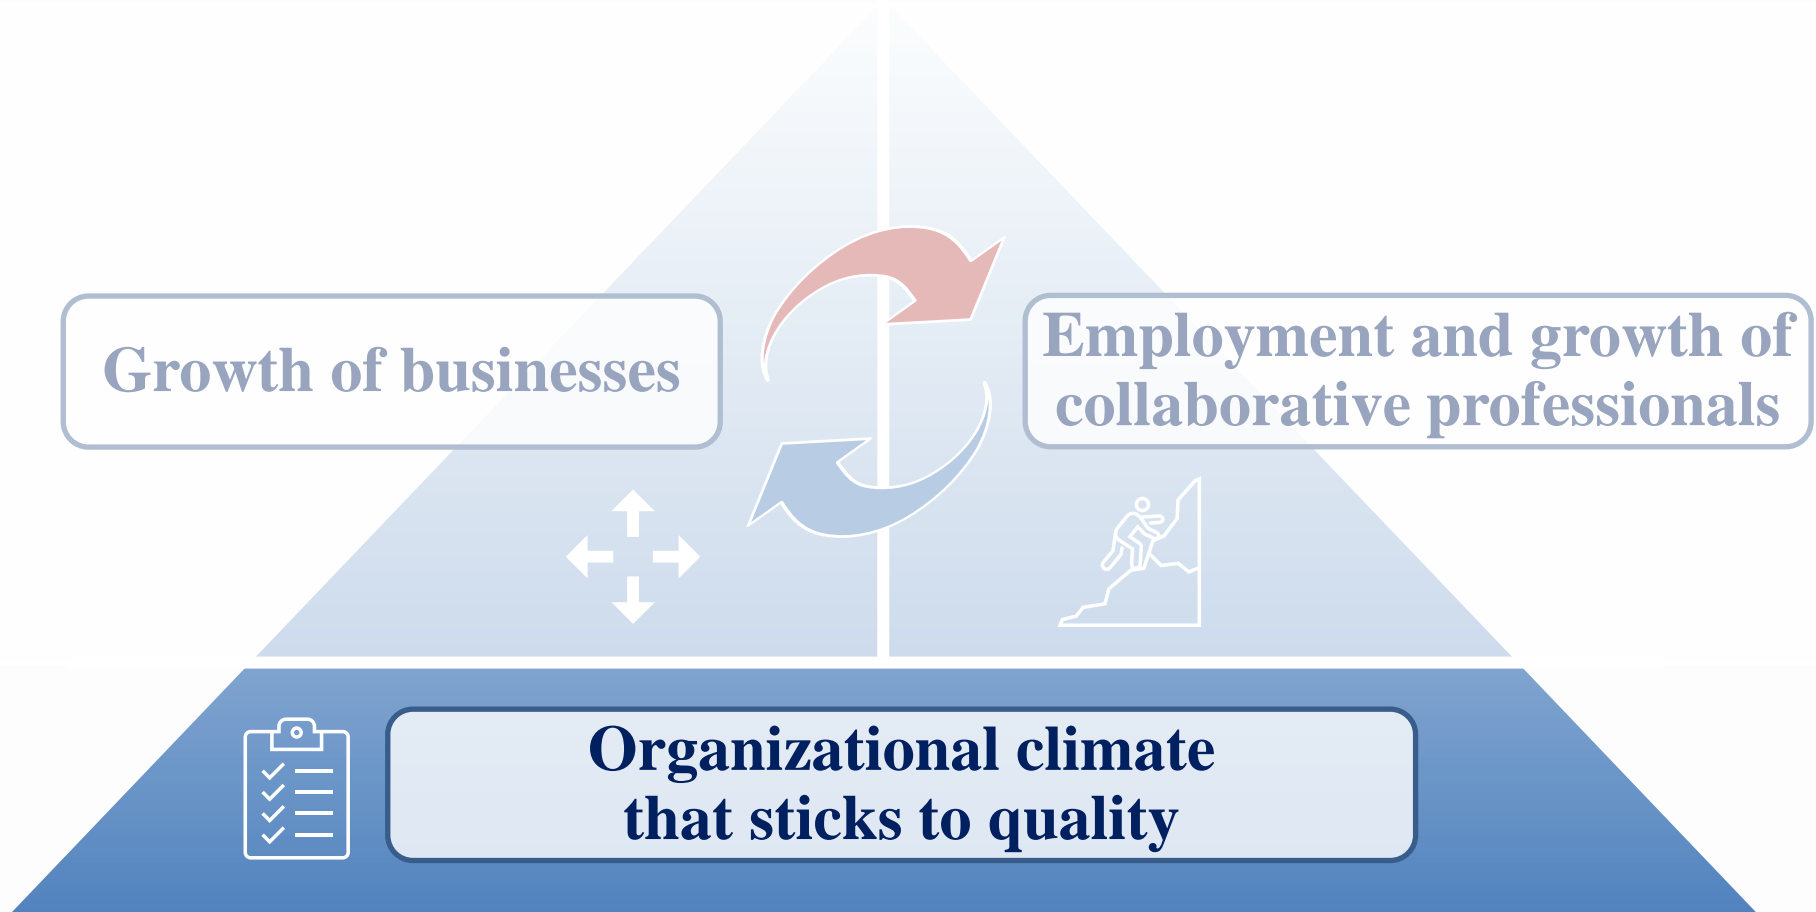 Growth of businesses
Employment and growth of
collaborative professionals
Organizational climate
that sticks to quality